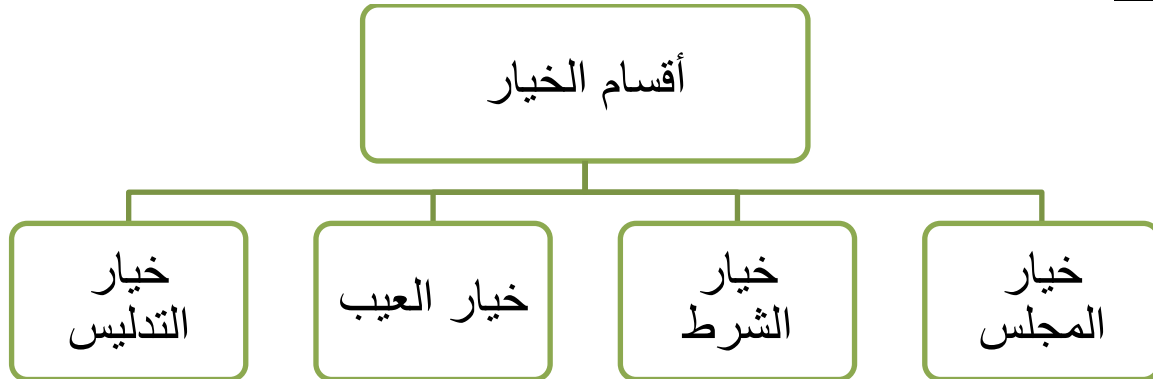 أقسام الخيار
خيار
المجلس
خيار
الشرط
خيار العيب
خيار
التدليس